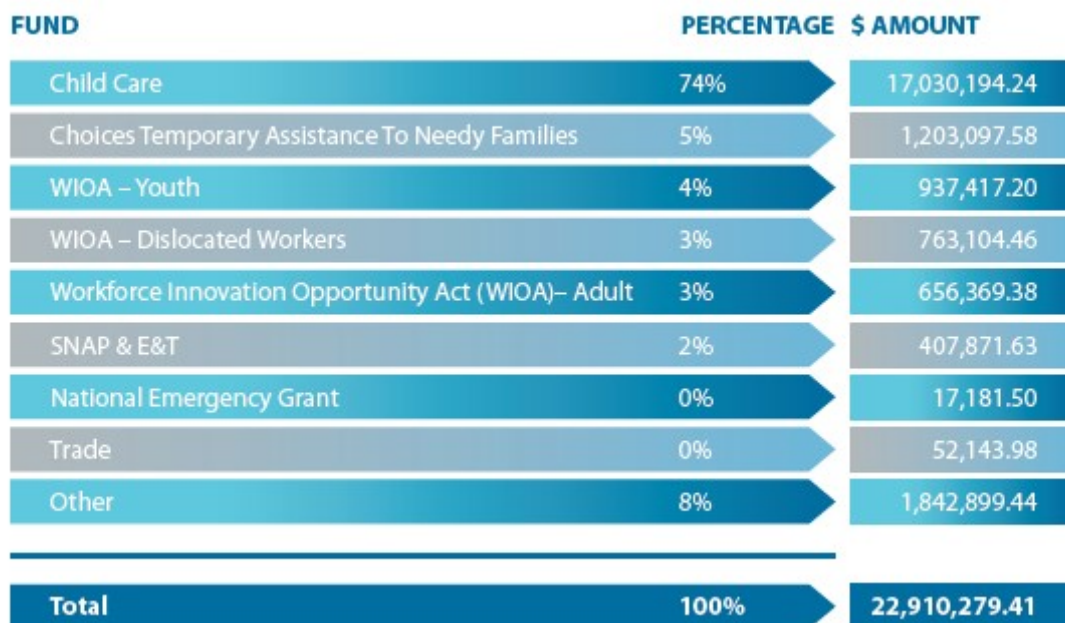 FUND PERCENTAGE $ AMOUNT
Child Care 74% 17,030,194.24
Choices Temporary Assistance To Needy Families 5% 1,203,097.58
WIOA – Youth 4% 937,417.20
WIOA – Dislocated Workers 3% 763,104.46
Workforce Innovation Opportunity Act (WIOA)– Adult 3% 656,369.38
SNAP & E&T 2% 407,871.63
National Emergency Grant 0% 17,181.50
Trade 0% 52,143.98
Other 8% 1,842,899.44
Total 100% 22,910,279.41